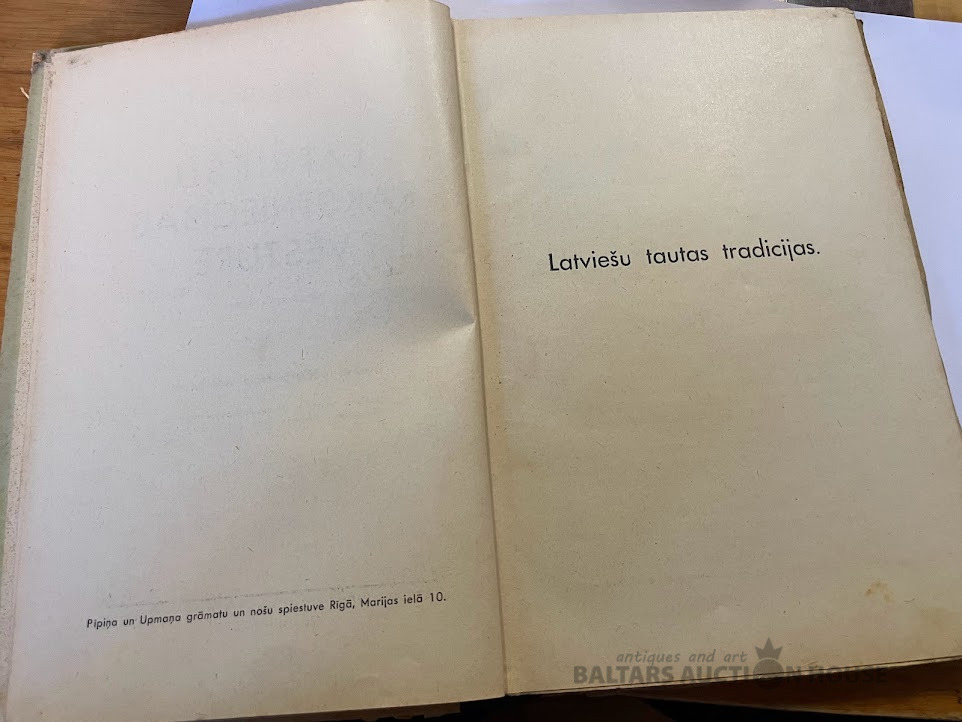 Pīpiņa un Upmaņa grāmatu un nošu spiestuve Rīgā, Marijas ielā 10.
Latviešu tautas tradicijas.
antiques and art
BALTARS AUCTION HOUSE